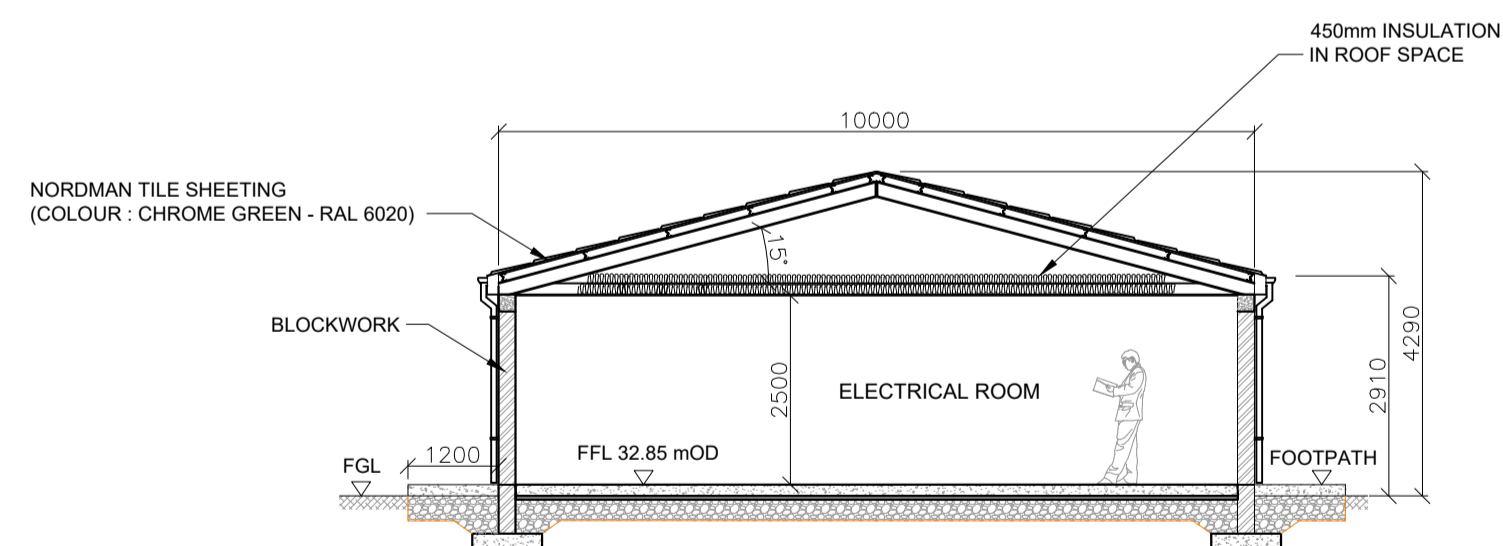 450mm INSULATION
IN ROOF SPACE
10000
NORDMAN TILE SHEETING
(COLOUR : CHROME GREEN - RAL 6020)
15°
BLOCKWORK
2500
ELECTRICAL ROOM
2910
4290
1200
FGL
FFL 32.85 mOD
FOOTPATH